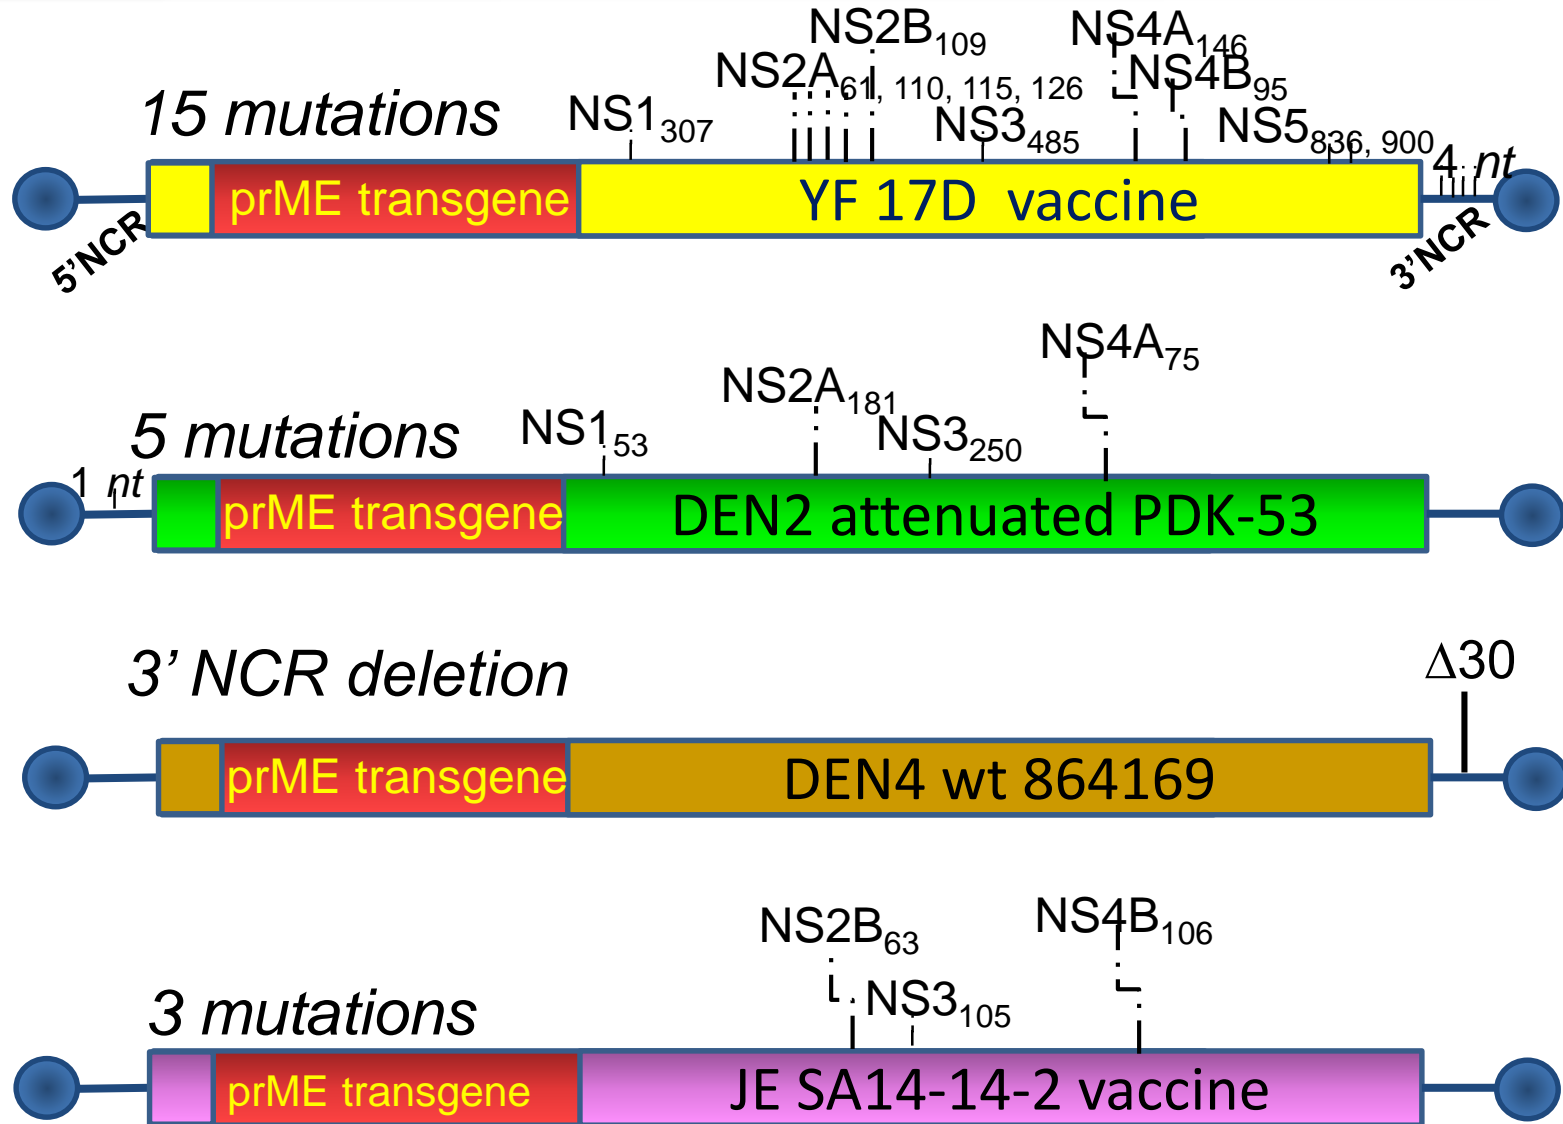 NS2B109
NS4A146
NS2A61, 110, 115, 126
NS4B95
15 mutations
NS1307
NS3485
NS5836, 900
4 nt
prME transgene
YF 17D vaccine
5’NCR
3’NCR
NS4A75
NS2A181
5 mutations
NS153
NS3250
1 nt
prME transgene
DEN2 attenuated PDK-53
3’ NCR deletion
Δ30
prME transgene
DEN4 wt 864169
NS2B63
NS4B106
3 mutations
NS3105
prME transgene
JE SA14-14-2 vaccine